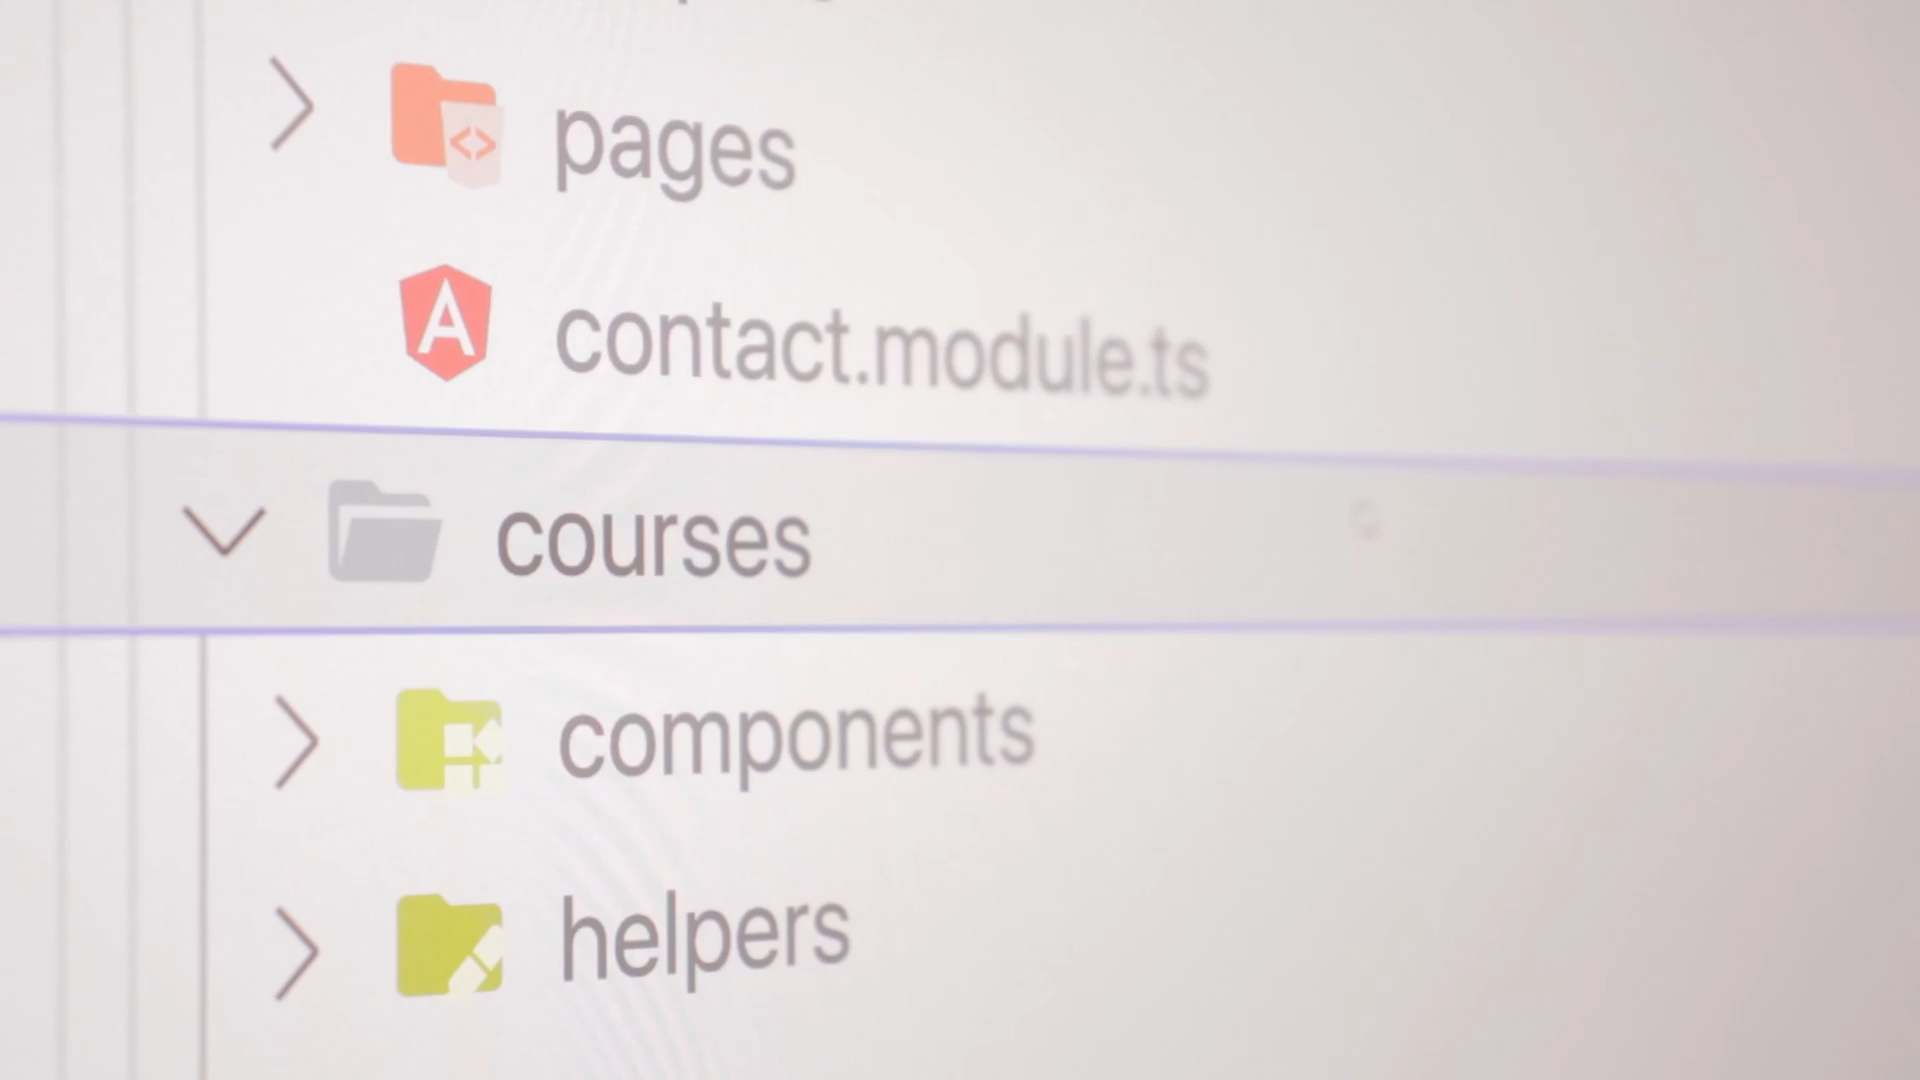 pages
contact.module.ts
courses
components
helpers